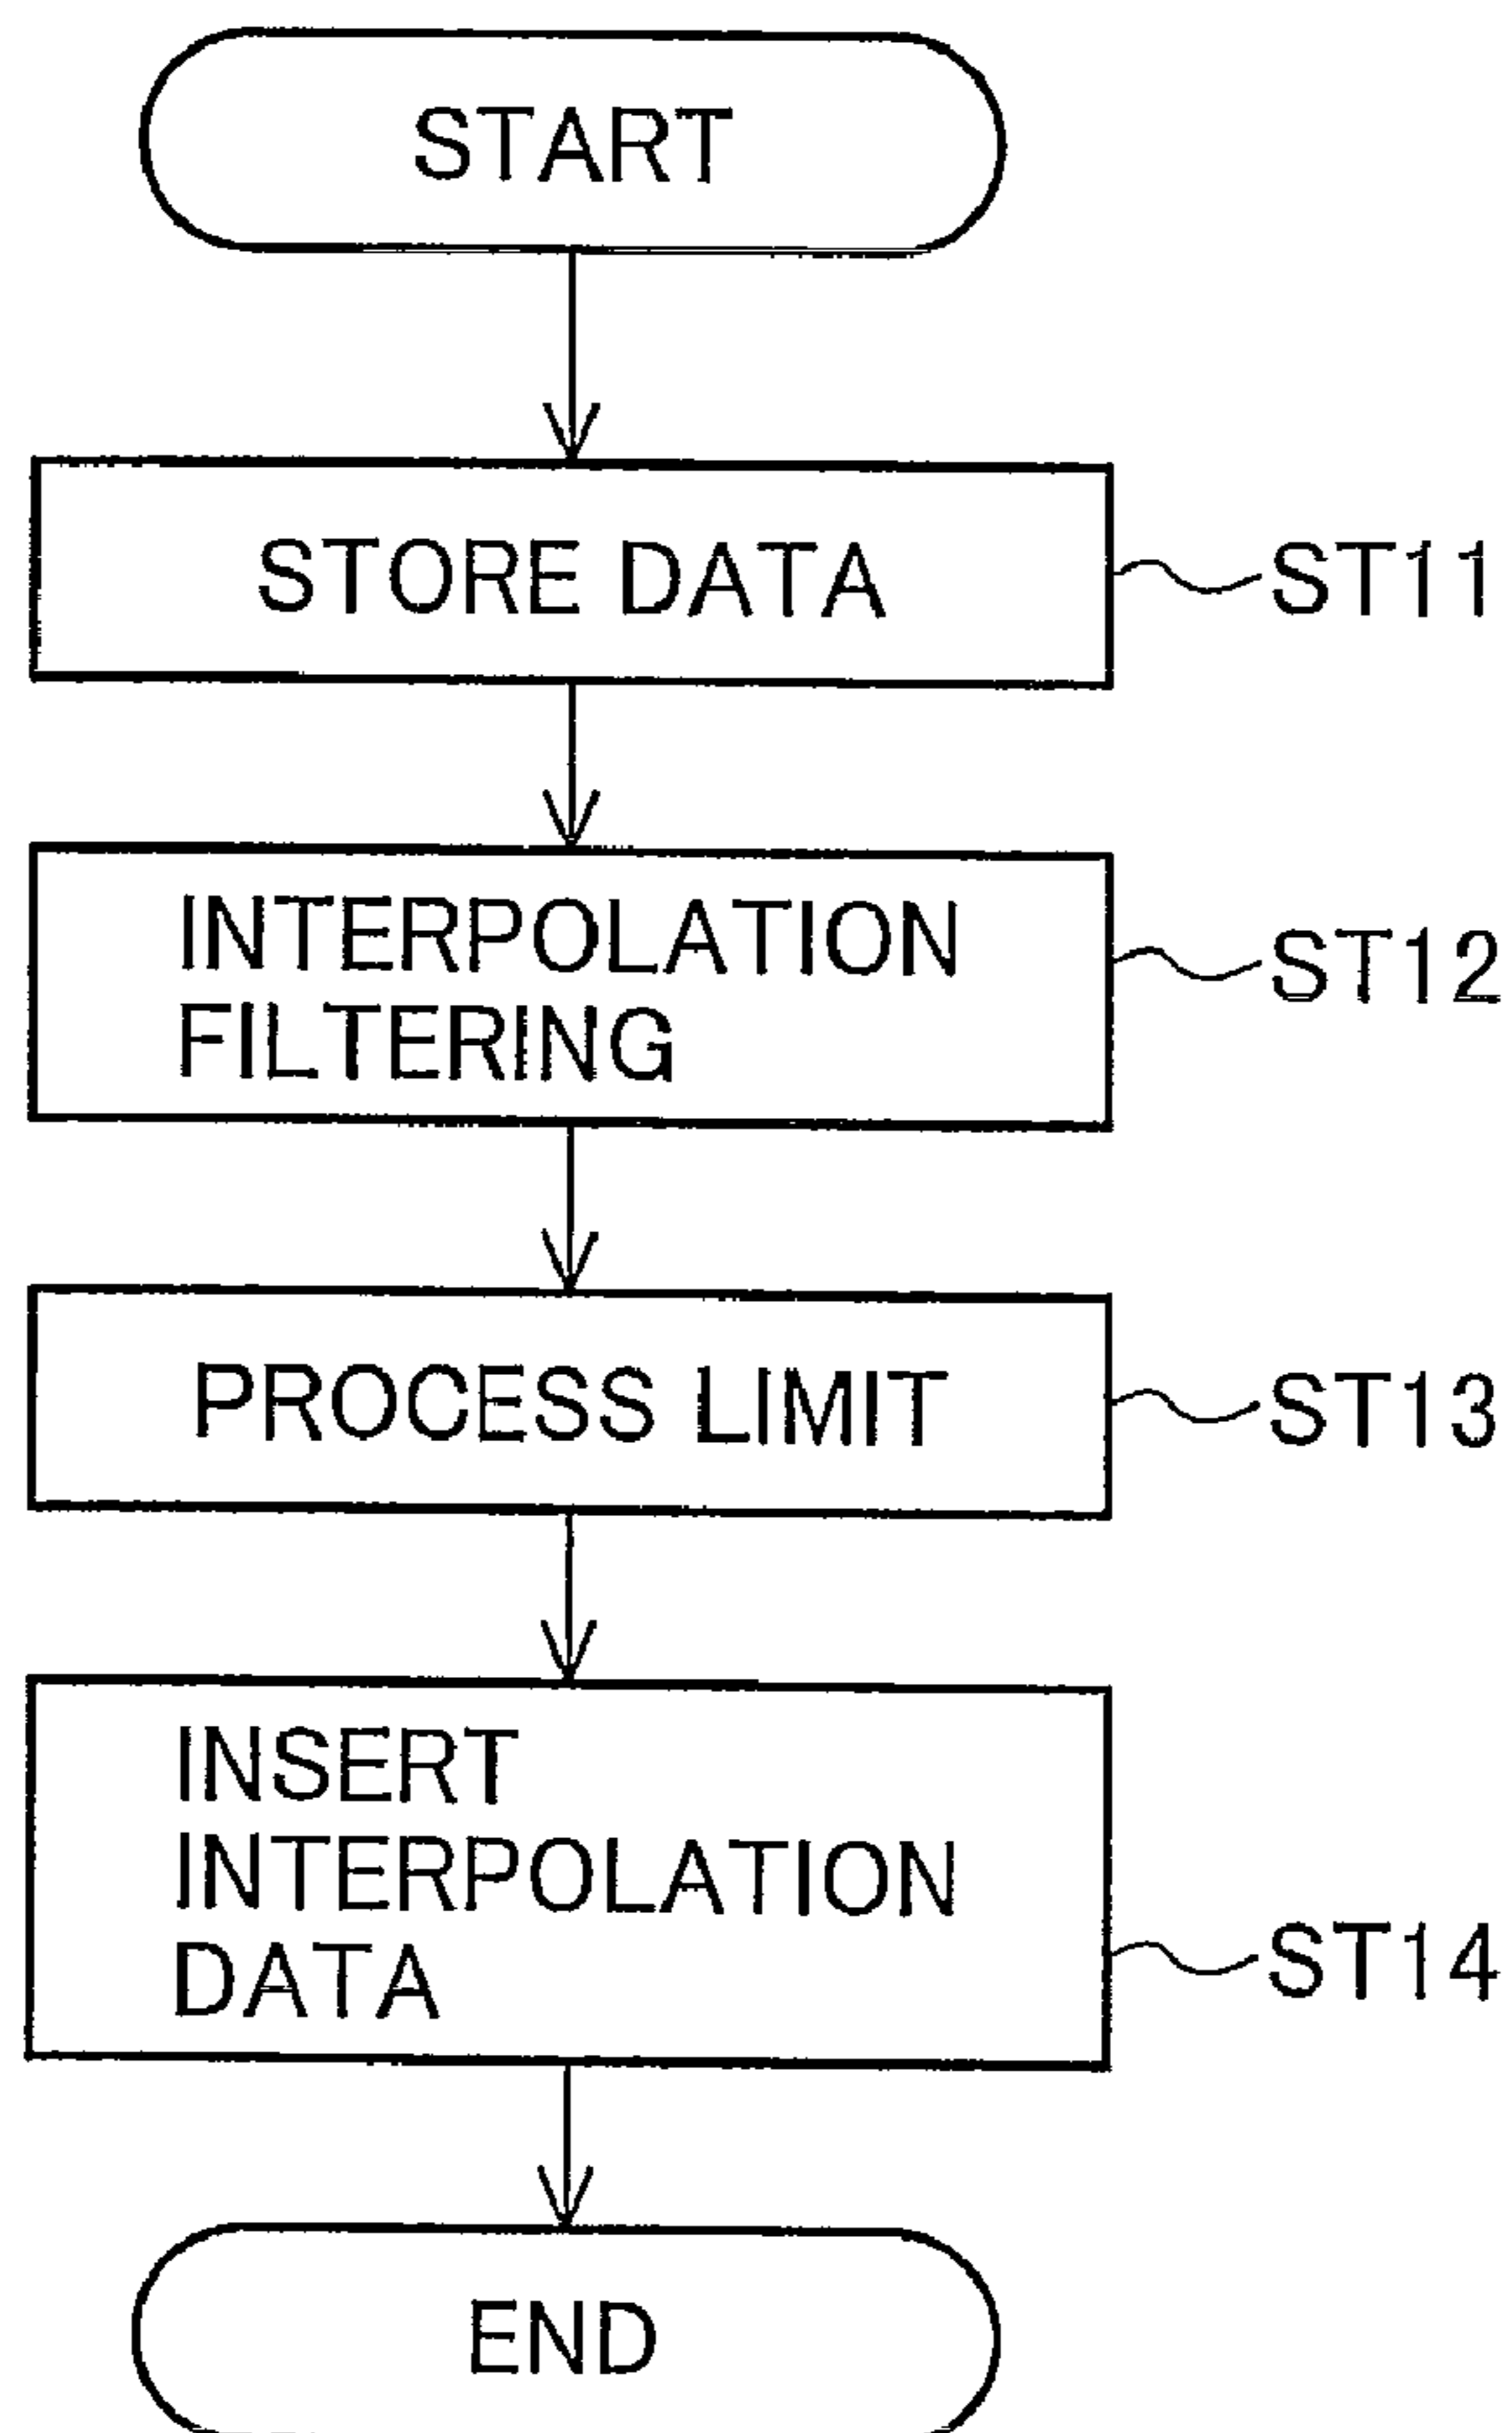 START
STORE DATA
ST11
INTERPOLATION
FILTERING
ST12
PROCESS LIMIT
ST13
INSERT
INTERPOLATION
DATA
ST14
END